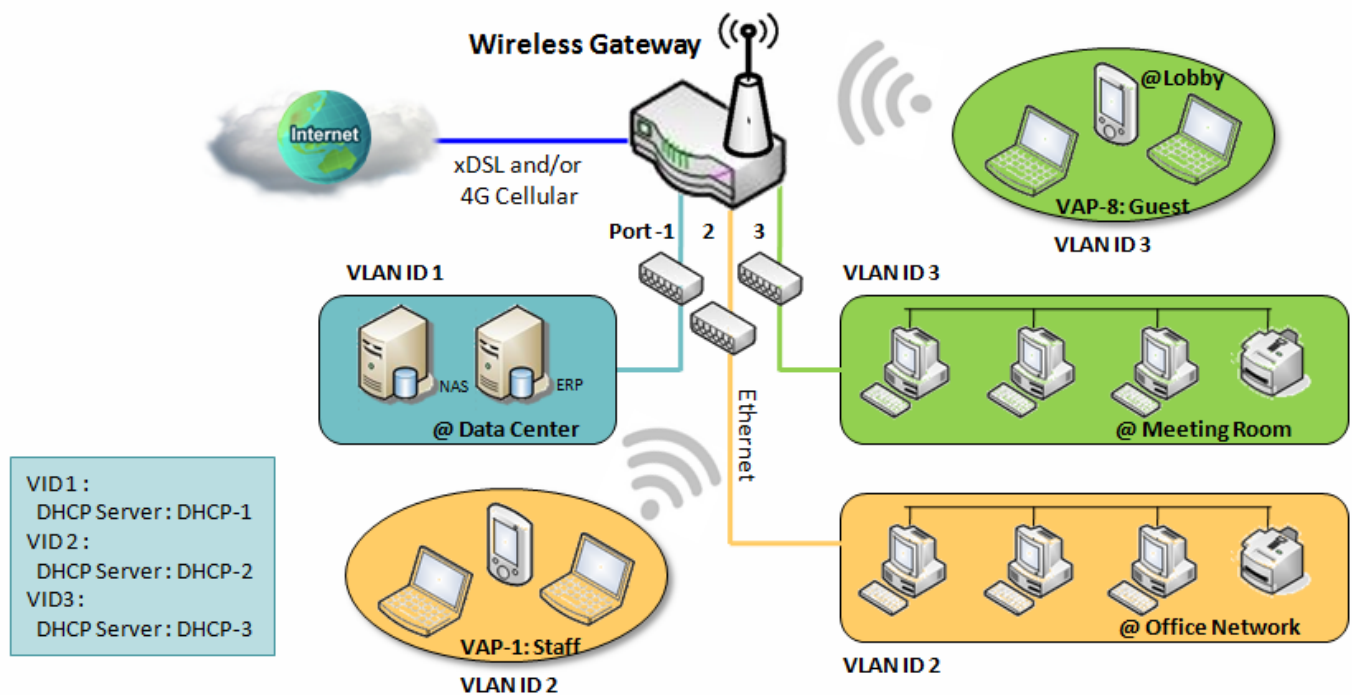 Wireless Gateway
@Lobby
Internet
xDSL and/or
4G Cellular
VAP-8: Guest
Port -1 2 3
VLAN ID 3
VLAN ID 1
VLAN ID 3
NAS
ERP
@ Data Center
Ethernet
@ Meeting Room
VID1 :
DHCP Server : DHCP-1
VID 2 :
DHCP Server : DHCP-2
VID3 :
DHCP Server : DHCP-3
VAP-1: Staff
VLAN ID 2
@ Office Network
VLAN ID 2